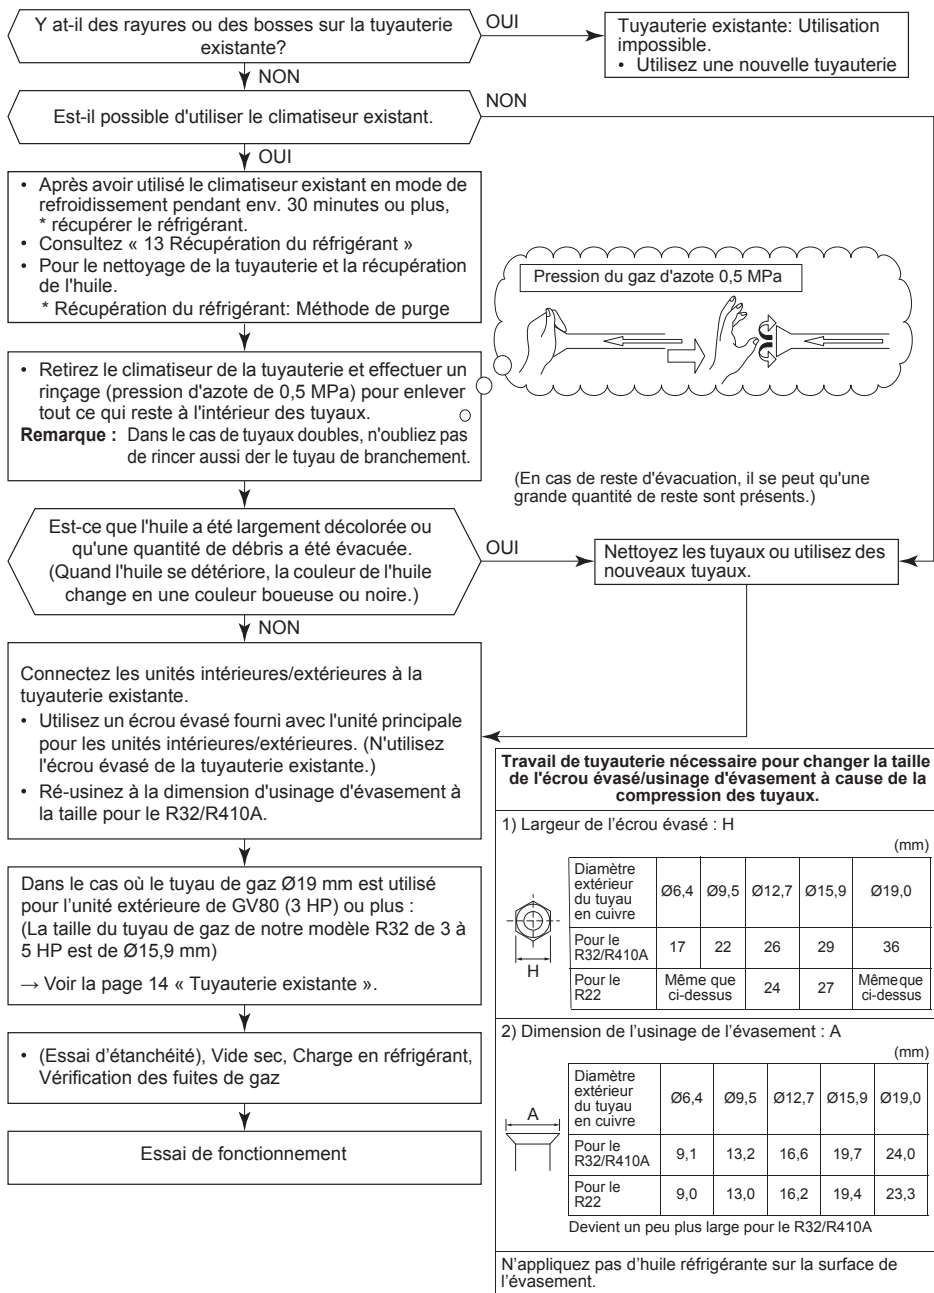 Y at-il des rayures ou des bosses sur la tuyauterie
existante?
OUI
Tuyauterie existante: Utilisation
impossible.
• Utilisez une nouvelle tuyauterie
NON
Est-il possible d'utiliser le climatiseur existant.
NON
OUI
• Après avoir utilisé le climatiseur existant en mode de
refroidissement pendant env. 30 minutes ou plus,
* récupérer le réfrigérant.
• Consultez « 13 Récupération du réfrigérant »
• Pour le nettoyage de la tuyauterie et la récupération
de l'huile.
* Récupération du réfrigérant: Méthode de purge
Pression du gaz d'azote 0,5 MPa
• Retirez le climatiseur de la tuyauterie et effectuer un
rinçage (pression d'azote de 0,5 MPa) pour enlever
tout ce qui reste à l'intérieur des tuyaux.
Remarque : Dans le cas de tuyaux doubles, n'oubliez pas
de rincer aussi der le tuyau de branchement.
(En cas de reste d'évacuation, il se peut qu'une
grande quantité de reste sont présents.)
Est-ce que l'huile a été largement décolorée ou
qu'une quantité de débris a été évacuée.
(Quand l'huile se détériore, la couleur de l'huile
change en une couleur boueuse ou noire.)
OUI
Nettoyez les tuyaux ou utilisez des
nouveaux tuyaux.
NON
Connectez les unités intérieures/extérieures à la
tuyauterie existante.
• Utilisez un écrou évasé fourni avec l'unité principale
pour les unités intérieures/extérieures. (N'utilisez
l'écrou évasé de la tuyauterie existante.)
• Ré-usinez à la dimension d'usinage d'évasement à
la taille pour le R32/R410A.
Dans le cas où le tuyau de gaz Ø19 mm est utilisé
pour l'unité extérieure de GV80 (3 HP) ou plus :
(La taille du tuyau de gaz de notre modèle R32 de 3 à
5 HP est de Ø15,9 mm)
→ Voir la page 14 « Tuyauterie existante ».
• (Essai d'étanchéité), Vide sec, Charge en réfrigérant,
Vérification des fuites de gaz
Essai de fonctionnement
Travail de tuyauterie nécessaire pour changer la taille
de l'écrou évasé/usinage d'évasement à cause de la
compression des tuyaux.
1) Largeur de l'écrou évasé : H
(mm)
H
Diamètre
extérieur
du tuyau
en cuivre
Ø6,4 Ø9,5 Ø12,7 Ø15,9 Ø19,0
Pour le
R32/R410A
17 22 26 29 36
Pour le
R22
Même que
ci-dessus
24 27
Même que
ci-dessus
2) Dimension de l'usinage de l'évasement : A
(mm)
A
Diamètre
extérieur
du tuyau
en cuivre
Ø6,4 Ø9,5 Ø12,7 Ø15,9 Ø19,0
Pour le
R32/R410A
9,1 13,2 16,6 19,7 24,0
Pour le
R22
9,0 13,0 16,2 19,4 23,3
Devient un peu plus large pour le R32/R410A
N'appliquez pas d'huile réfrigérante sur la surface de
l'évasement.